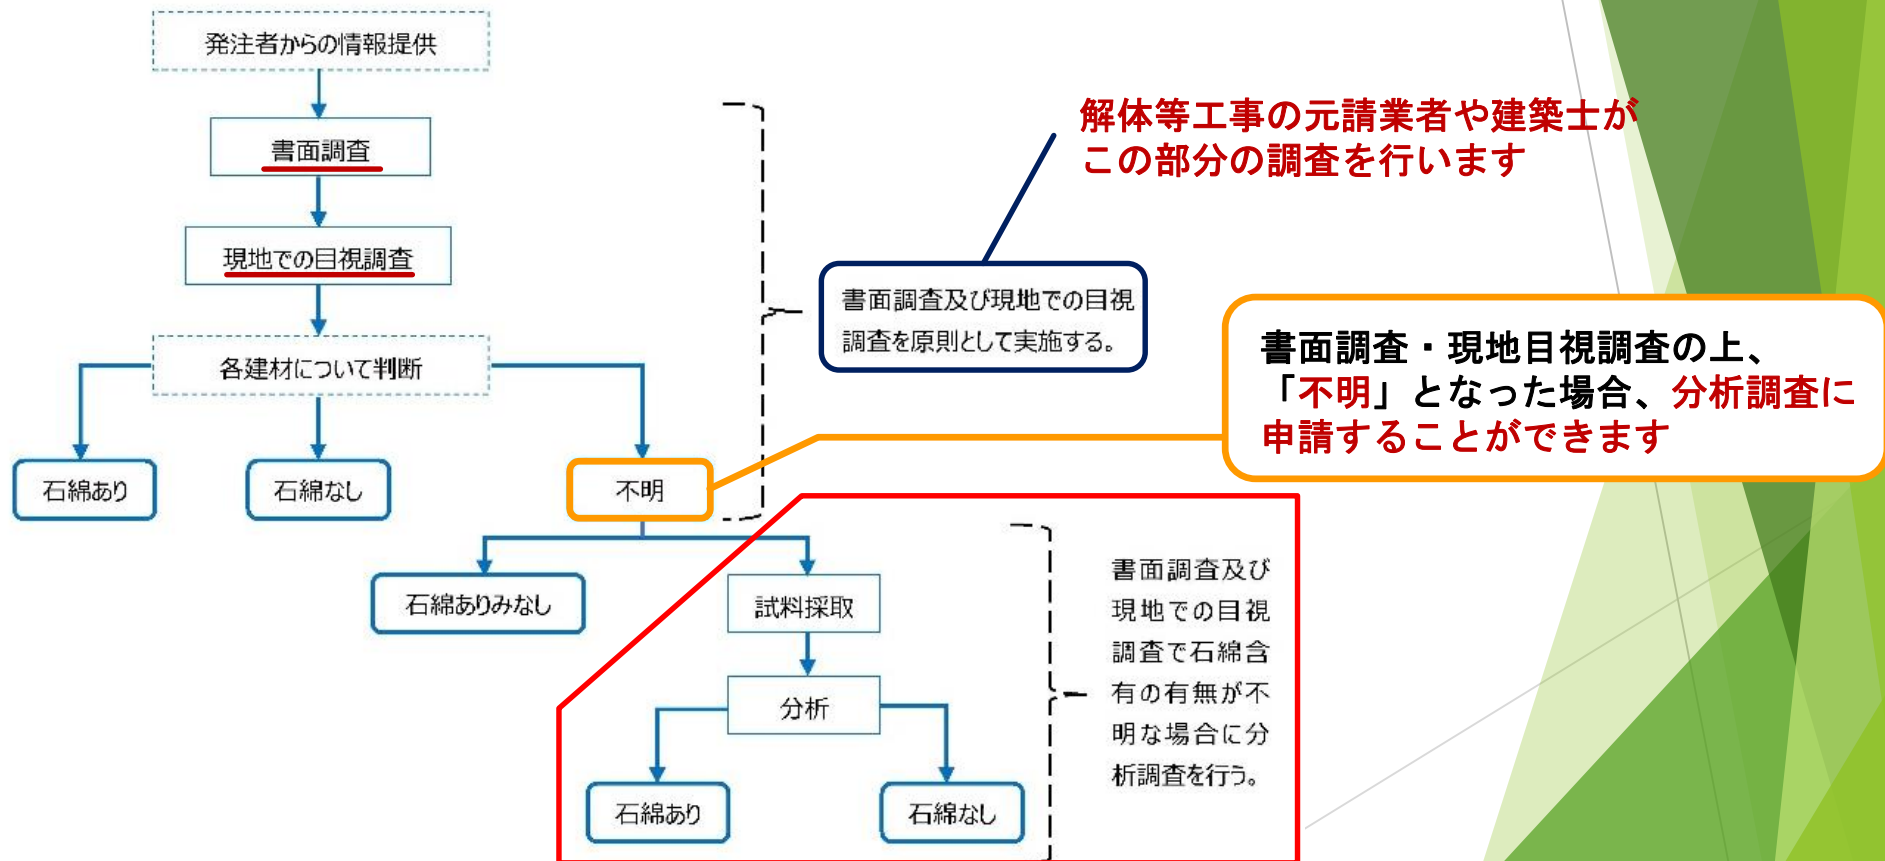 発注者からの情報提供
書面調査
現地での目視調査
各建材について判断
石綿あり
石綿なし
不明
石綿ありみなし
試料採取
分析
石綿あり
石綿なし
解体等工事の元請業者や建築士が
この部分の調査を行います
書面調査及び現地での目視
調査を原則として実施する。
書面調査・現地目視調査の上、
「不明」となった場合、分析調査に
申請することができます
書面調査及び
現地での目視
調査で石綿含
有の有無が不
明な場合に分
析調査を行う。